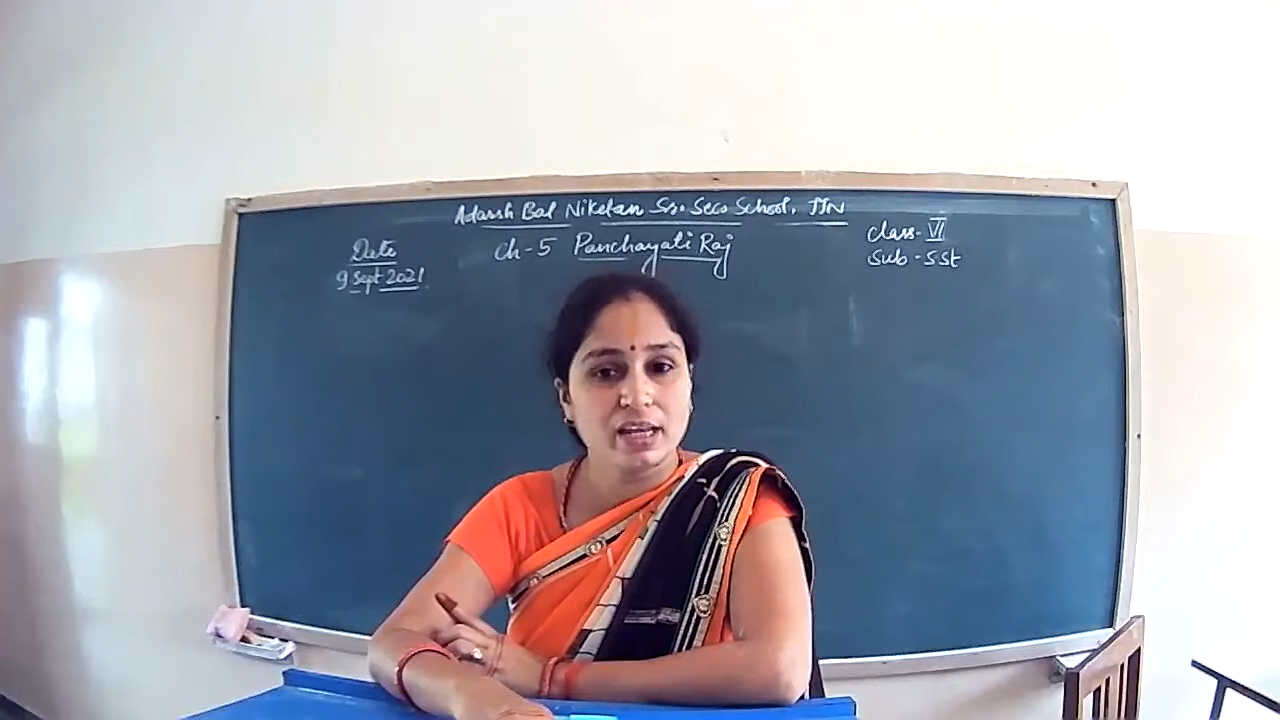 Adarsh Bal Niketan Sr. Sec. School, JJN
Date
9 Sept 2021
Ch-5 Panchayati Raj
Class-VI
Sub-SSt